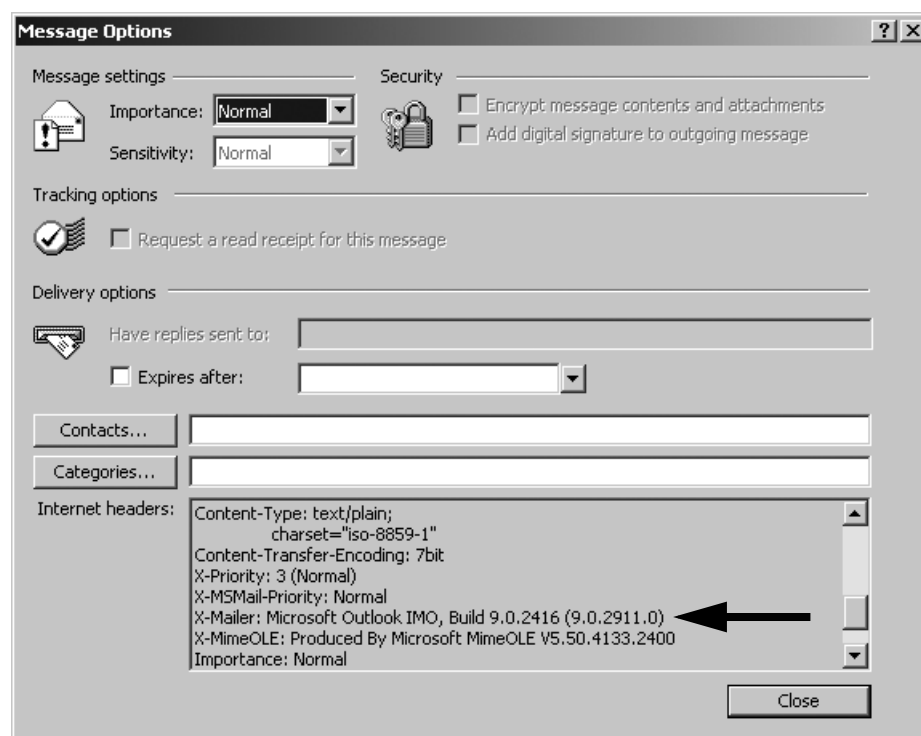 Message Options
Message settings
Security
Importance: Normal
Encrypt message contents and attachments
Add digital signature to outgoing message
Sensitivity: Normal
Tracking options
Request a read receipt for this message
Delivery options
Have replies sent to:
Expires after:
Contacts...
Categories...
Internet headers:
Content-Type: text/plain;
charset="iso-8859-1"
Content-Transfer-Encoding: 7bit
X-Priority: 3 (Normal)
X-MSMail-Priority: Normal
X-Mailer: Microsoft Outlook IMO, Build 9.0.2416 (9.0.2911.0)
X-MimeOLE: Produced By Microsoft MimeOLE V5.50.4133.2400
Importance: Normal
Close